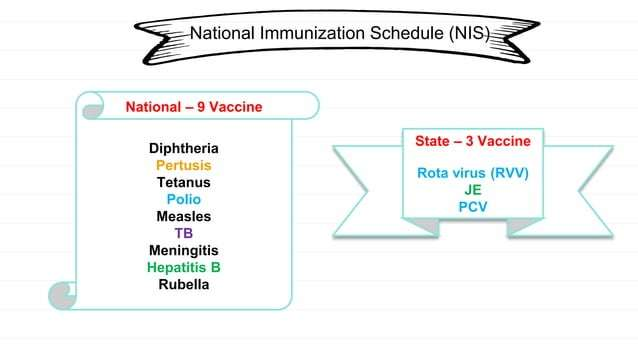 National Immunization Schedule (NIS)
National – 9 Vaccine
Diphtheria
Pertusis
Tetanus
Polio
Measles
TB
Meningitis
Hepatitis B
Rubella
State – 3 Vaccine
Rota virus (RVV)
JE
PCV